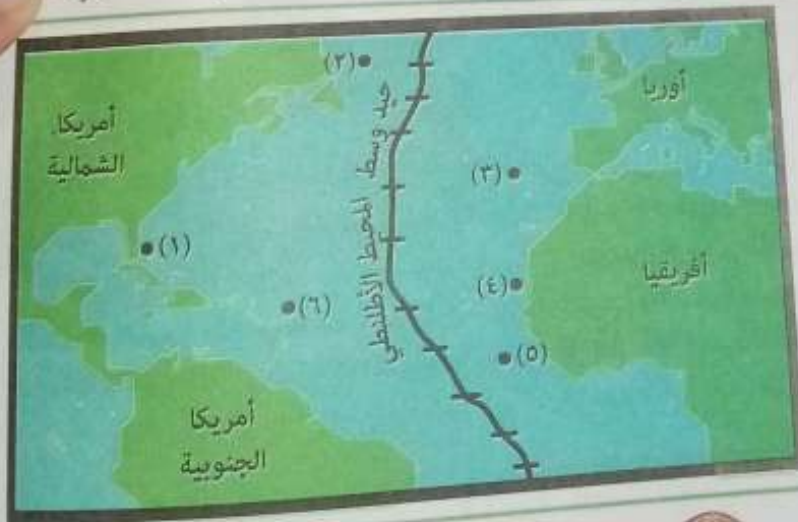 (٢)
أمريكا
الشمالية
أوربا
(٣)
(١)
حيد وسط المحيط الأطلنطي
(٤)
أفريقيا
(٦)
(٥)
أمريكا
الجنوبية